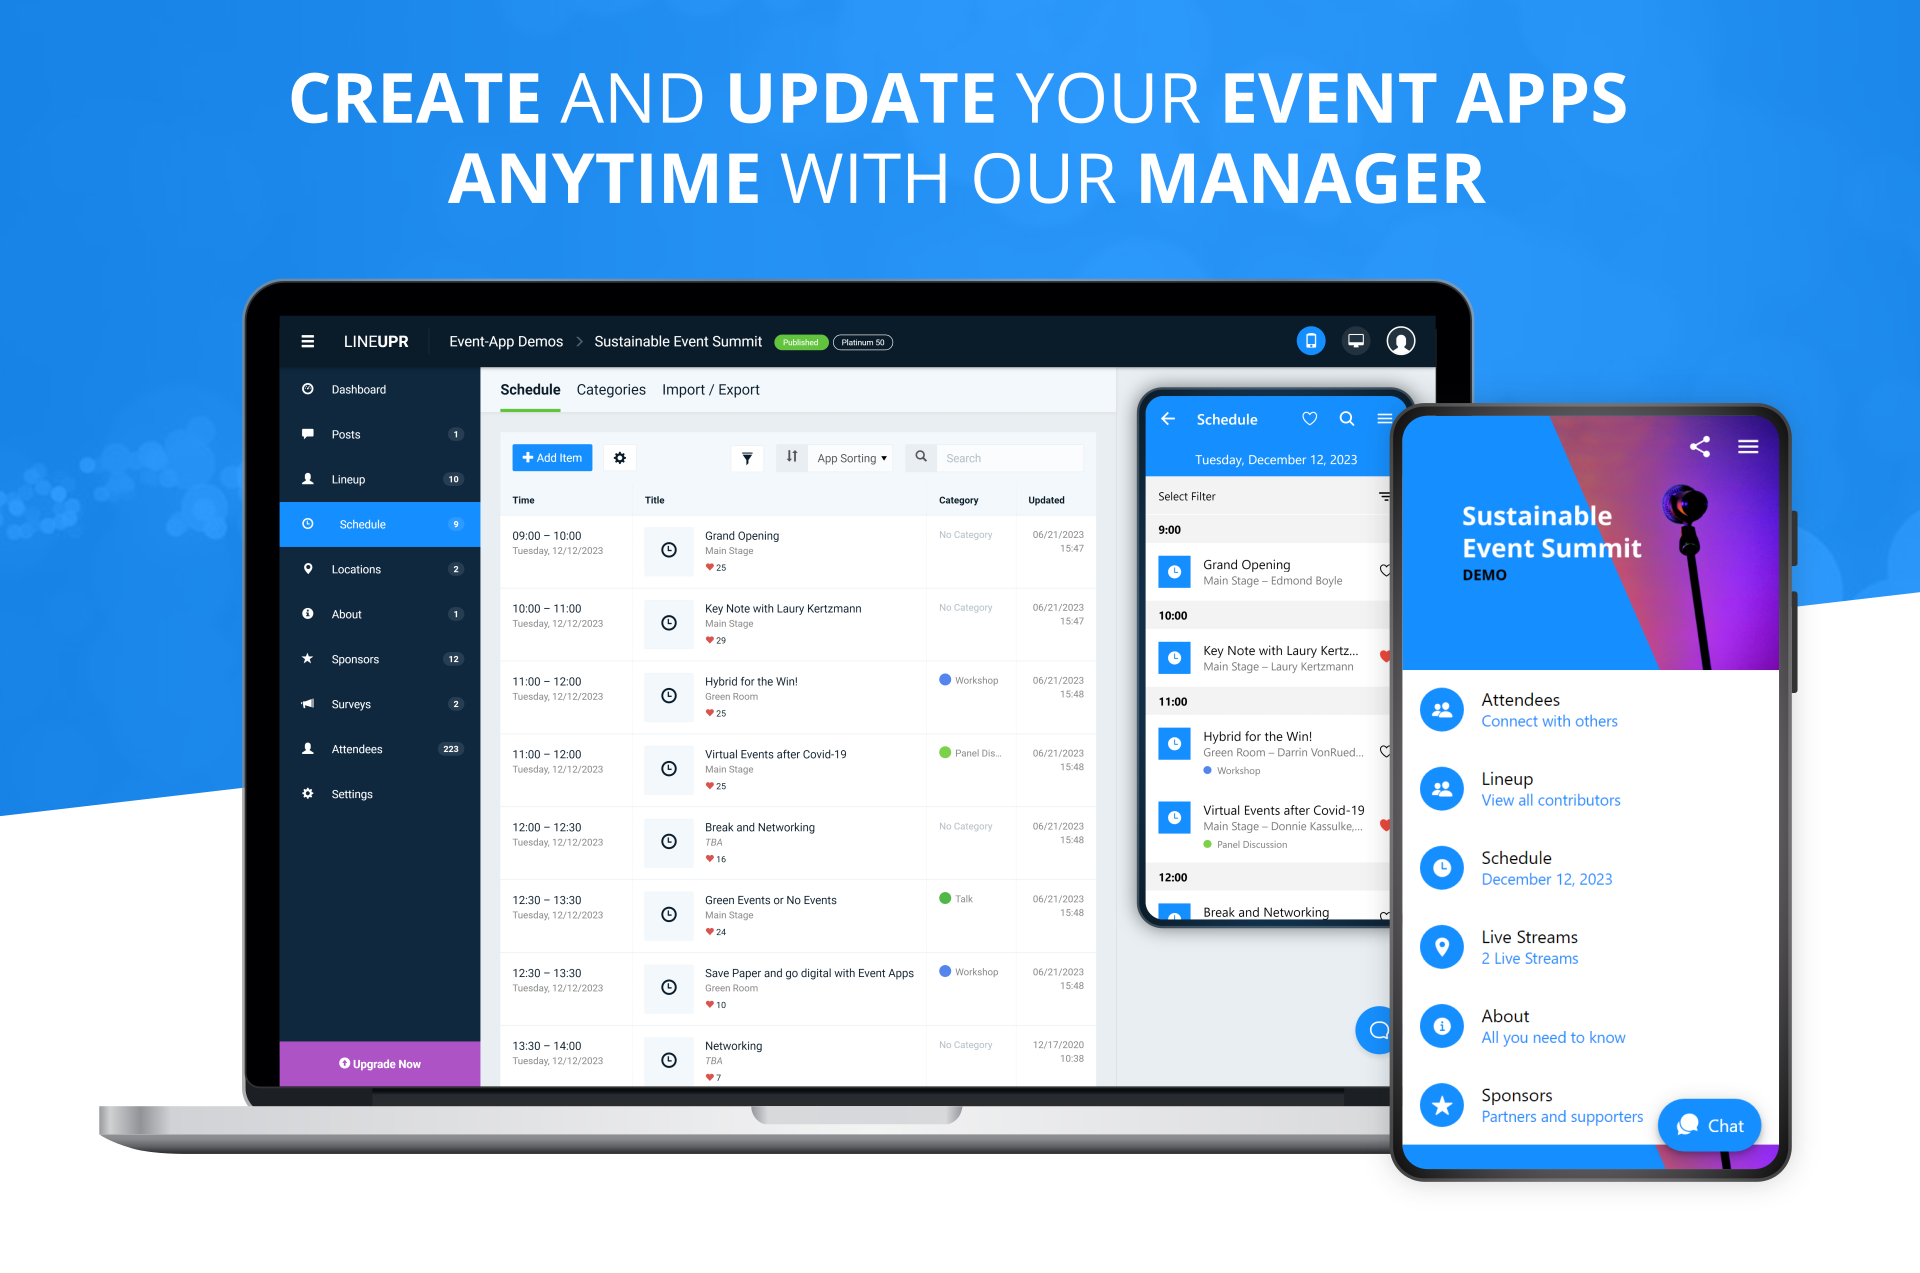 CREATE AND UPDATE YOUR EVENT APPS
ANYTIME WITH OUR MANAGER
LINEUPR
Event-App Demos > Sustainable Event Summit
Published
Platinum 50
Dashboard
Posts 1
Lineup 10
Schedule 9
Locations 2
About 1
Sponsors 12
Surveys 2
Attendees 223
Settings
Upgrade Now
Schedule Categories Import / Export
+ Add Item
App Sorting
Search
Time Title Category Updated
09:00 – 10:00 Grand Opening No Category 06/21/2023
Tuesday, 12/12/2023 Main Stage 15:47
25
10:00 – 11:00 Key Note with Laury Kertzmann No Category 06/21/2023
Tuesday, 12/12/2023 Main Stage 15:47
29
11:00 – 12:00 Hybrid for the Win! Workshop 06/21/2023
Tuesday, 12/12/2023 Green Room 15:48
25
11:00 – 12:00 Virtual Events after Covid-19 Panel Dis... 06/21/2023
Tuesday, 12/12/2023 Main Stage 15:48
25
12:00 – 12:30 Break and Networking No Category 06/21/2023
Tuesday, 12/12/2023 TBA 15:48
16
12:30 – 13:30 Green Events or No Events Talk 06/21/2023
Tuesday, 12/12/2023 Main Stage 15:48
24
12:30 – 13:30 Save Paper and go digital with Event Apps Workshop 06/21/2023
Tuesday, 12/12/2023 Green Room 15:48
10
13:30 – 14:00 Networking No Category 12/17/2020
Tuesday, 12/12/2023 TBA 10:38
7
Schedule
Tuesday, December 12, 2023
Select Filter
9:00
Grand Opening
Main Stage – Edmond Boyle
10:00
Key Note with Laury Kertz...
Main Stage – Laury Kertzmann
11:00
Hybrid for the Win!
Green Room – Darrin VonRued...
Workshop
Virtual Events after Covid-19
Main Stage – Donnie Kassulke,...
Panel Discussion
12:00
Break and Networking
Sustainable
Event Summit
DEMO
Attendees
Connect with others
Lineup
View all contributors
Schedule
December 12, 2023
Live Streams
2 Live Streams
About
All you need to know
Sponsors
Partners and supporters
Chat